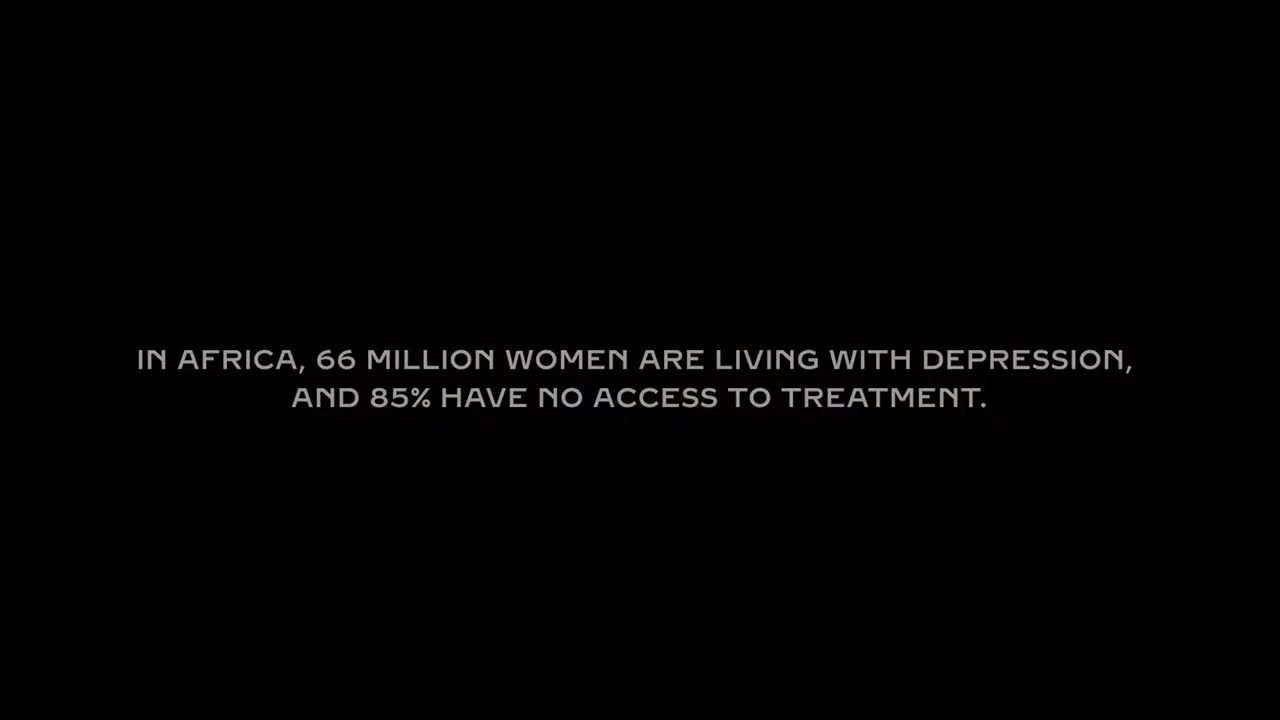 IN AFRICA, 66 MILLION WOMEN ARE LIVING WITH DEPRESSION,
AND 85% HAVE NO ACCESS TO TREATMENT.